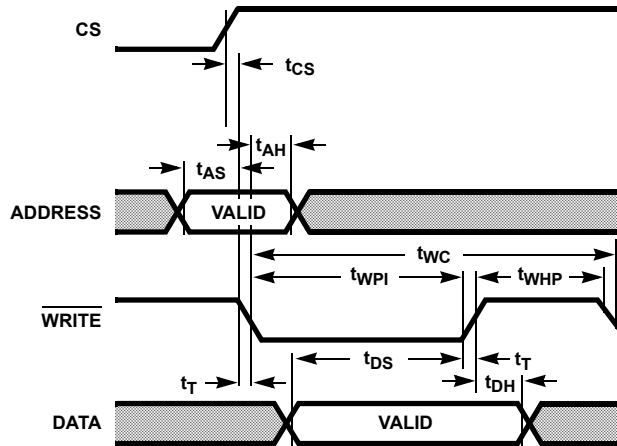 CS
tCS
tAH
tAS
ADDRESS
VALID
tWC
tWPI
tWHP
WRITE
tDS
tT
tT
tDH
DATA
VALID